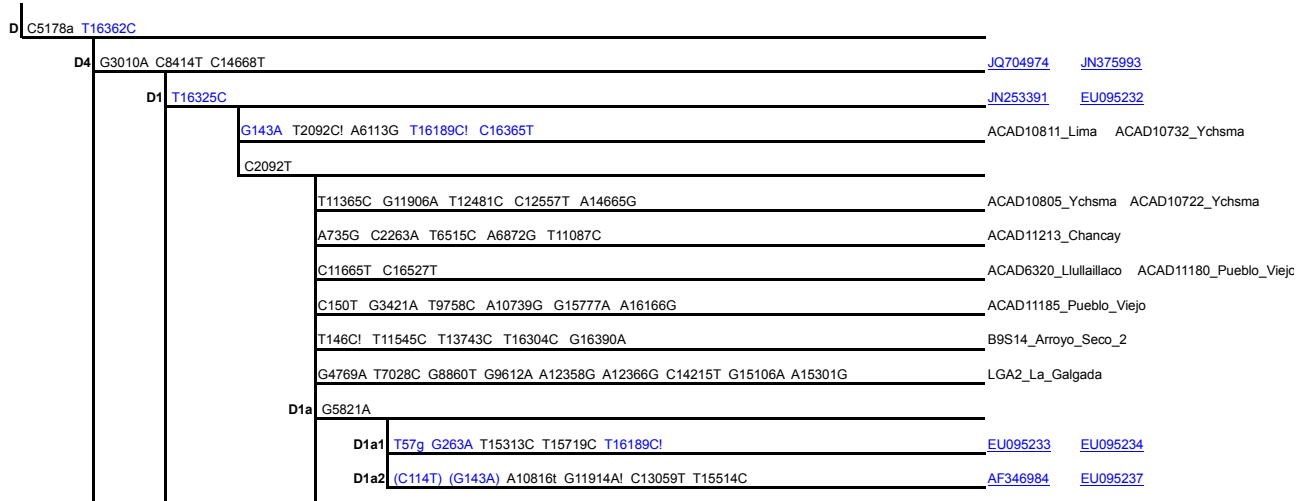 D C5178a T16362C
D4 G3010A C8414T C14668T JQ704974 JN375993
D1 T16325C JN253391 EU095232
G143A T2092C! A6113G T16189C! C16365T ACAD10811_Lima ACAD10732_Ychsma
C2092T
T11365C G11906A T12481C C12557T A14665G ACAD10805_Ychsma ACAD10722_Ychsma
A735G C2263A T6515C A6872G T11087C ACAD11213_Chancay
C11665T C16527T ACAD6320_Llullaillaco ACAD11180_Pueblo_Viejo
C150T G3421A T9758C A10739G G15777A A16166G ACAD11185_Pueblo_Viejo
T146C! T11545C T13743C T16304C G16390A B9S14_Arroyo_Seco_2
G4769A T7028C G8860T G9612A A12358G A12366G C14215T G15106A A15301G LGA2_La_Galgada
D1a G5821A
D1a1 T57g G263A T15313C T15719C T16189C! EU095233 EU095234
D1a2 (C114T) (G143A) A10816t G11914A! C13059T T15514C AF346984 EU095237